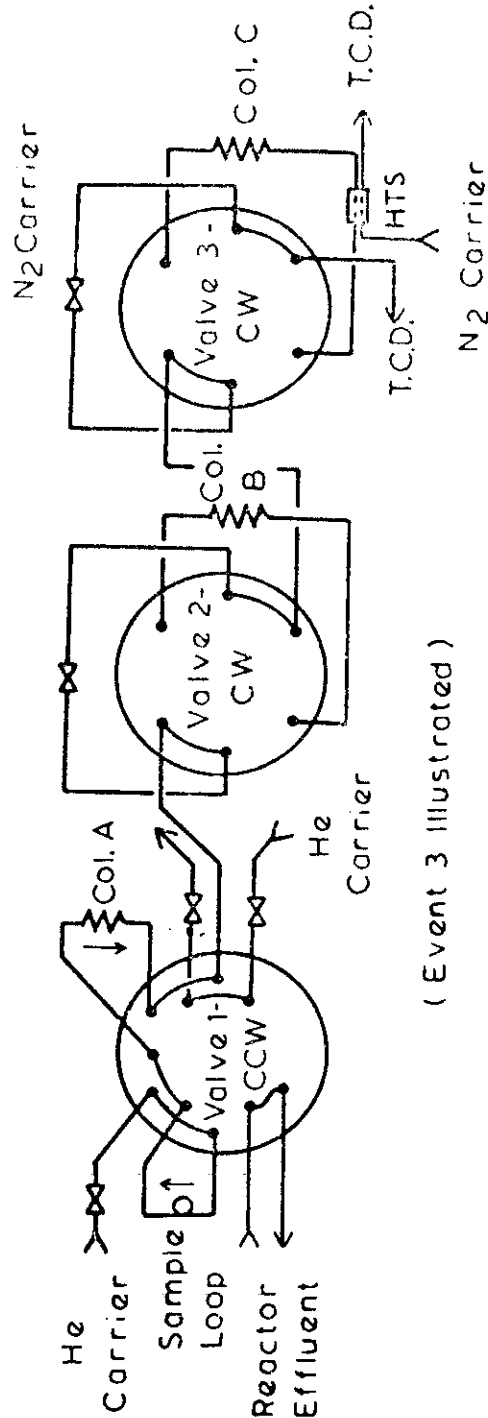 He
Carrier
Sample
Loop
Reactor
Effluent
Col. A
Valve 1-
CCW
He
Carrier
Valve 2-
CW
Col.
B
N2 Carrier
Valve 3-
CW
Col. C
HTS
T.C.D.
T.C.D.
N2 Carrier
(Event 3 Illustrated)